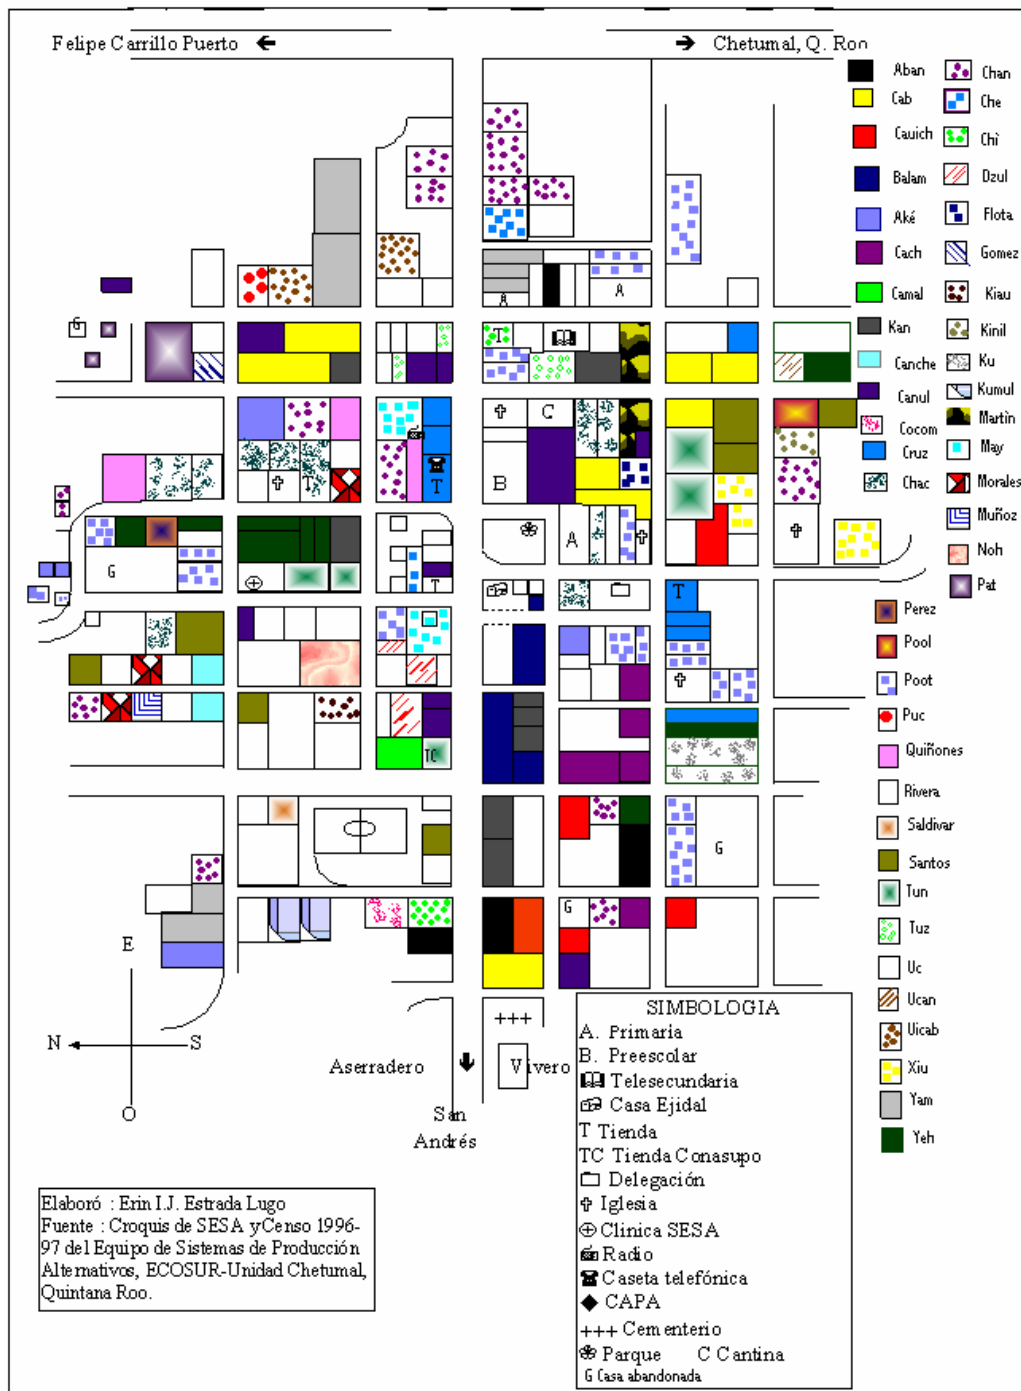 Felipe Carrillo Puerto ←
→ Chetumal, Q. Roo
Aban
Chan
Cab
Che
Cauich
Chì
Balam
Dzul
Aké
Flota
Cach
Gomez
Camal
Kiau
Kan
Kinil
Canche
Ku
Canul
Kumul
Cocom
Martin
Cruz
May
Chac
Morales
Muñoz
Noh
Pat
Perez
Pool
Poot
Puc
Quiñones
Rivera
Saldivar
Santos
Tun
Tuz
Uc
Ucan
Uicab
Xiu
Yam
Yeh
A
A
G
T
C
T
T
B
A
G
T
T
TC
G
G
E
N
S
O
+++
Aserradero
Vivero
San
Andrés
SIMBOLOGIA
A. Primaria
B. Preescolar
Telesecundaria
Casa Ejidal
T Tienda
TC Tienda Conasupo
Delegación
Iglesia
Clinica SESA
Radio
Caseta telefónica
CAPA
+++ Cementerio
Parque C Cantina
G Casa abandonada
Elaboró : Erin I.J. Estrada Lugo
Fuente : Croquis de SESA y Censo 1996-
97 del Equipo de Sistemas de Producción
Alternativos, ECOSUR-Unidad Chetumal,
Quintana Roo.